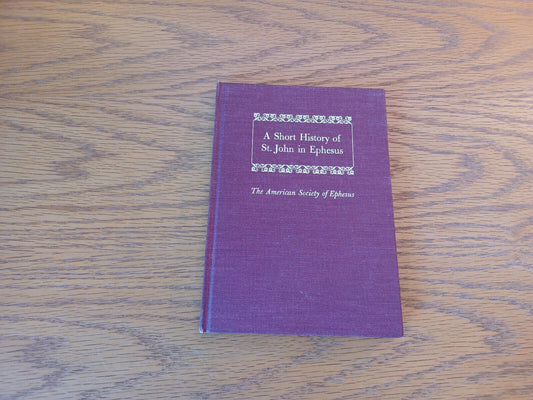 A Short History of
St. John in Ephesus
The American Society of Ephesus